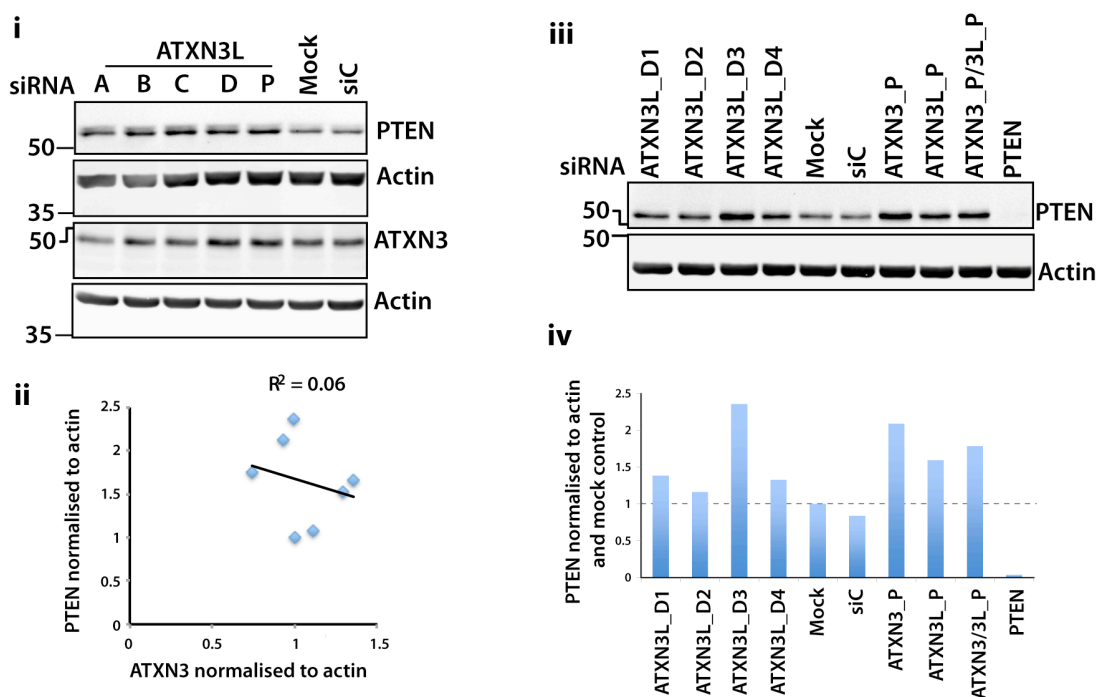 i
ATXN3L
siRNA A B C D P Mock siC
PTEN
50
Actin
35
50
ATXN3
Actin
35
ii
R² = 0.06
PTEN normalised to actin
2.5
2
1.5
1
0.5
0
0 0.5 1 1.5
ATXN3 normalised to actin
iii
siRNA ATXN3L_D1 ATXN3L_D2 ATXN3L_D3 ATXN3L_D4 Mock siC ATXN3_P ATXN3L_P ATXN3_P/3L_P PTEN
50
PTEN
50
Actin
iv
PTEN normalised to actin
and mock control
2.5
2
1.5
1
0.5
0
ATXN3L_D1 ATXN3L_D2 ATXN3L_D3 ATXN3L_D4 Mock siC ATXN3_P ATXN3L_P ATXN3/3L_P PTEN